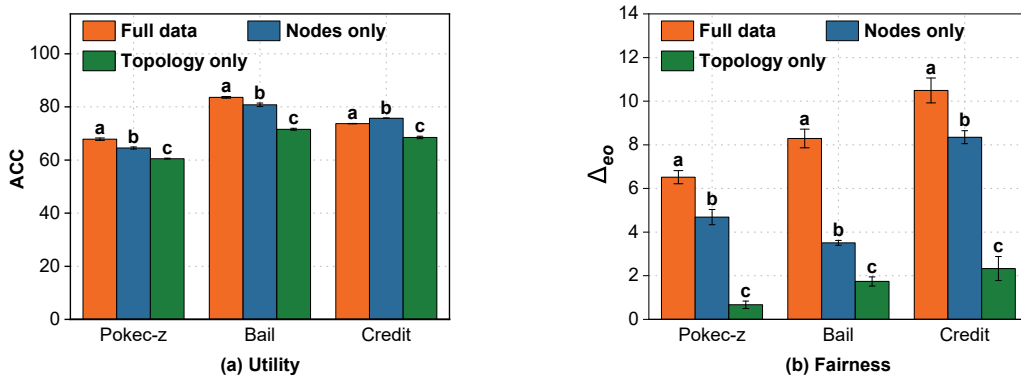 Full data
Nodes only
Topology only
100
80
60
40
20
0
ACC
a
b
c
a
b
c
a
b
c
Pokec-z
Bail
Credit
(a) Utility
Full data
Nodes only
Topology only
14
12
10
8
6
4
2
0
Δeo
a
b
c
a
b
c
a
b
c
Pokec-z
Bail
Credit
(b) Fairness